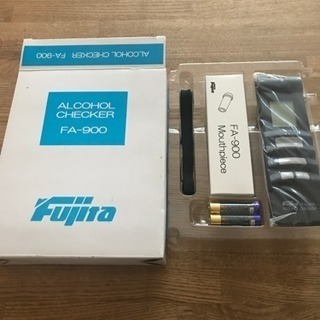 ALCOHOL CHECKER FA-900
ALCOHOL
CHECKER
FA-900
Fujita
FA-900
Mouthpiece